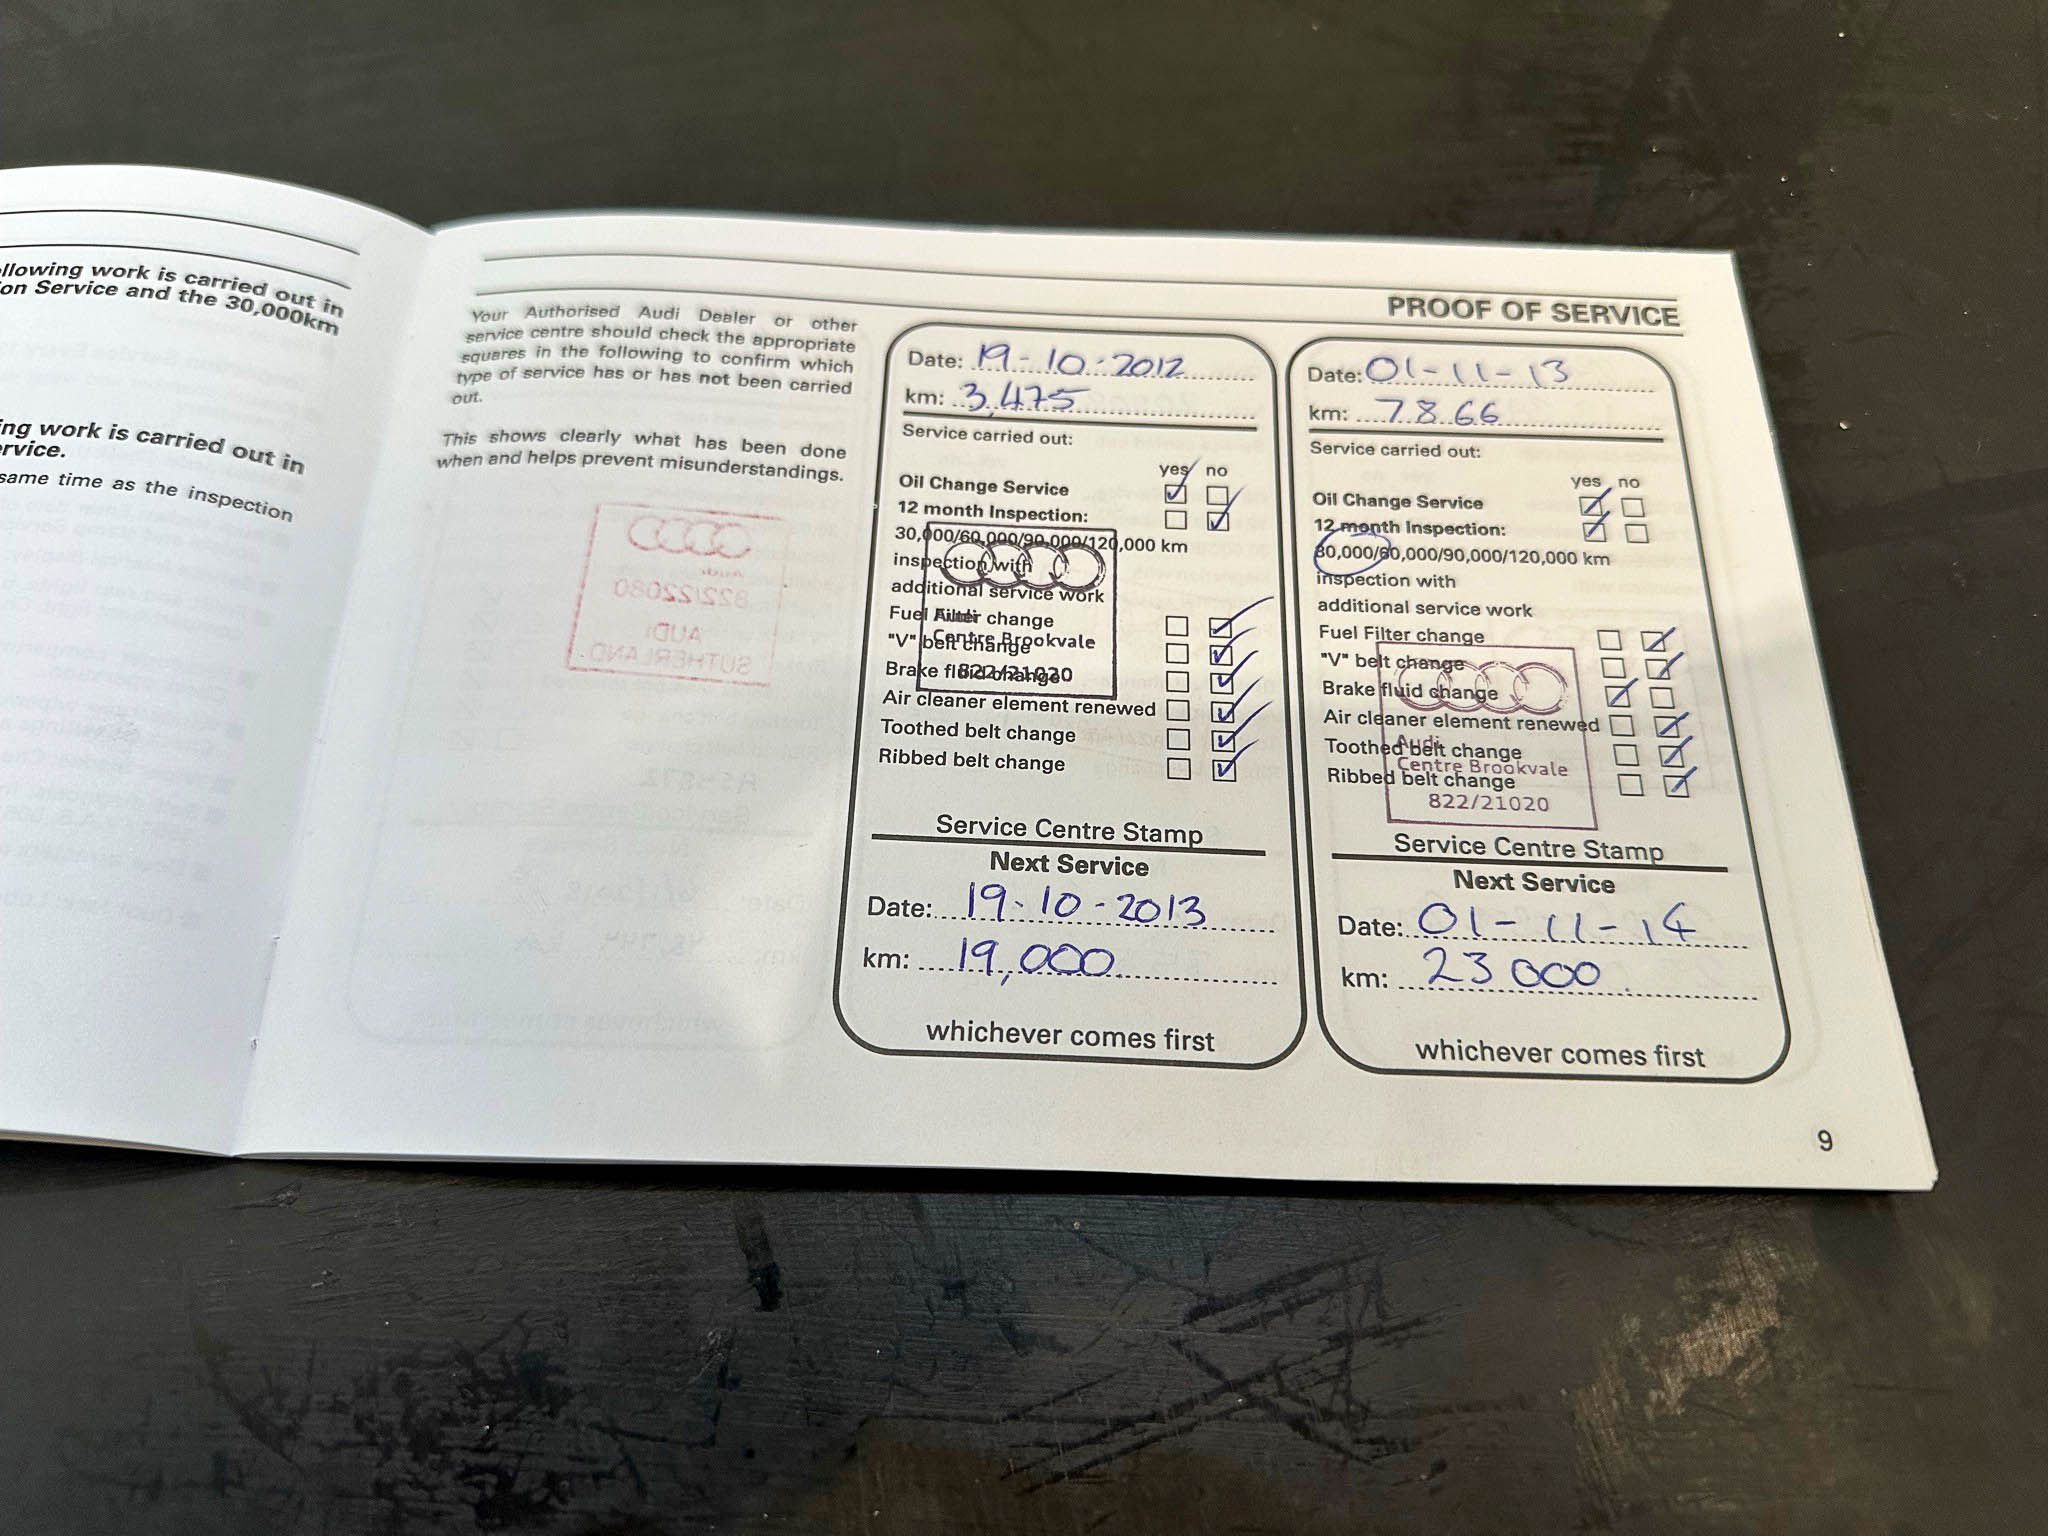 llowing work is carried out in
on Service and the 30,000km
ing work is carried out in
ervice.
same time as the inspection
PROOF OF SERVICE
Your Authorised Audi Dealer or other
service centre should check the appropriate
squares in the following to confirm which
type of service has or has not been carried
out.
This shows clearly what has been done
when and helps prevent misunderstandings.
Audi
822/22080
AUDI
SUTHERLAND
Date: 19-10-2012
km: 3,475
Service carried out:
yes no
Oil Change Service
12 month Inspection:
30,000/60,000/90,000/120,000 km
inspection with
additional service work
Fuel Filter change
"V" belt change
Brake fluid change
Air cleaner element renewed
Toothed belt change
Ribbed belt change
Audi
Centre Brookvale
822/21020
Service Centre Stamp
Next Service
Date: 19-10-2013
km: 19,000
whichever comes first
Date: 01-11-13
km: 7866
Service carried out:
yes no
Oil Change Service
12 month Inspection:
30,000/60,000/90,000/120,000 km
inspection with
additional service work
Fuel Filter change
"V" belt change
Brake fluid change
Air cleaner element renewed
Toothed belt change
Ribbed belt change
Audi
Centre Brookvale
822/21020
Service Centre Stamp
Next Service
Date: 01-11-14
km: 23000
whichever comes first
9